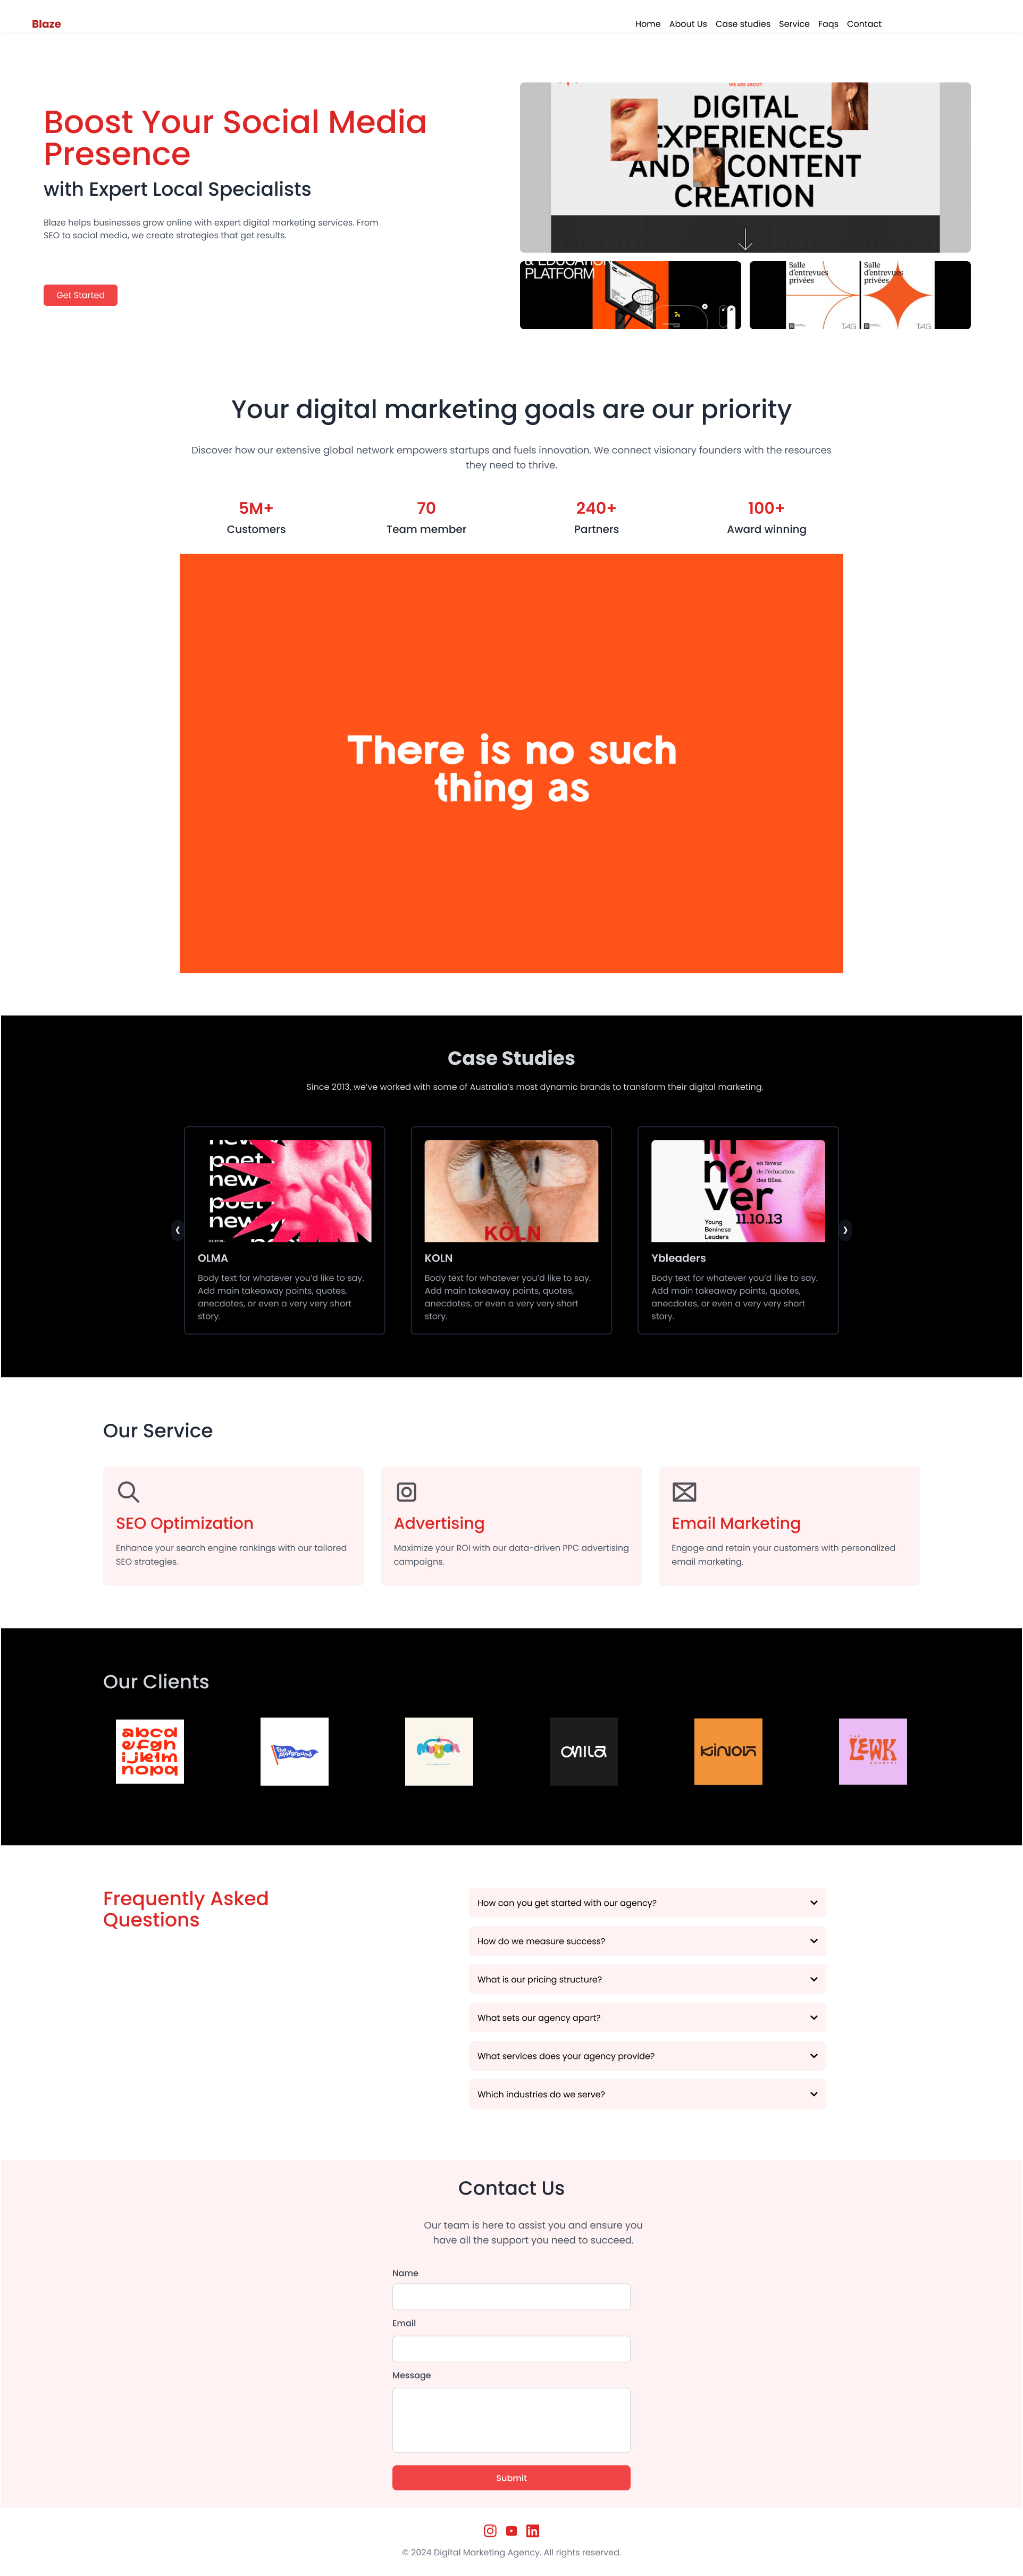 Blaze
Home About Us Case studies Service Faqs Contact
Boost Your Social Media
Presence
with Expert Local Specialists
Blaze helps businesses grow online with expert digital marketing services. From
SEO to social media, we create strategies that get results.
Get Started
WE ARE ABOUT
DIGITAL
EXPERIENCES
AND CONTENT
CREATION
& EDUCATION
PLATFORM
Salle
d'entrevues
privées
TAG
Salle
d'entrevues
privées
TAG
Your digital marketing goals are our priority
Discover how our extensive global network empowers startups and fuels innovation. We connect visionary founders with the resources
they need to thrive.
5M+
Customers
70
Team member
240+
Partners
100+
Award winning
There is no such
thing as
Case Studies
Since 2013, we've worked with some of Australia's most dynamic brands to transform their digital marketing.
new
poet
new
poet
new
poet
OLMA
Body text for whatever you'd like to say.
Add main takeaway points, quotes,
anecdotes, or even a very very short
story.
KÖLN
KOLN
Body text for whatever you'd like to say.
Add main takeaway points, quotes,
anecdotes, or even a very very short
story.
in
no
ver
en faveur
de l'éducation
des filles.
11.10.13
Young
Beninese
Leaders
Ybleaders
Body text for whatever you'd like to say.
Add main takeaway points, quotes,
anecdotes, or even a very very short
story.
Our Service
SEO Optimization
Enhance your search engine rankings with our tailored
SEO strategies.
Advertising
Maximize your ROI with our data-driven PPC advertising
campaigns.
Email Marketing
Engage and retain your customers with personalized
email marketing.
Our Clients
abcd
efgh
ijklm
nopq
The
playground
KINON
LEWK
Frequently Asked
Questions
How can you get started with our agency?
How do we measure success?
What is our pricing structure?
What sets our agency apart?
What services does your agency provide?
Which industries do we serve?
Contact Us
Our team is here to assist you and ensure you
have all the support you need to succeed.
Name
Email
Message
Submit
© 2024 Digital Marketing Agency. All rights reserved.